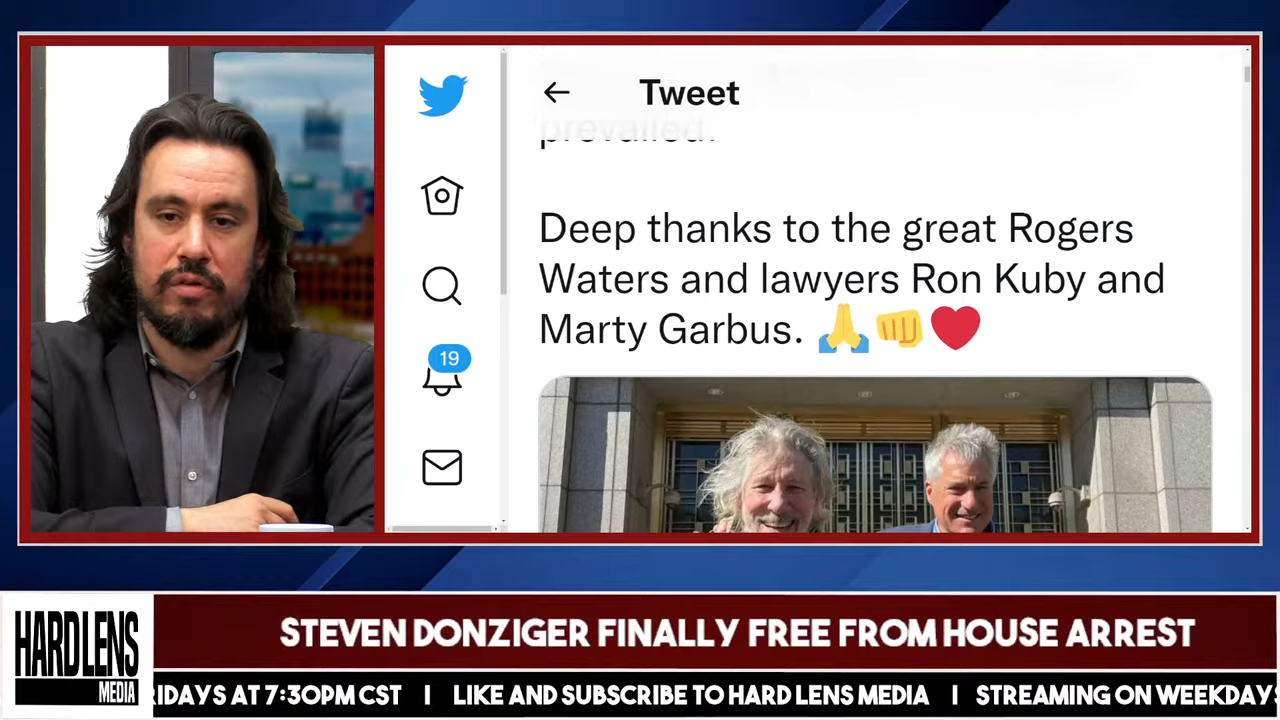 Tweet
prevailed.
Deep thanks to the great Rogers
Waters and lawyers Ron Kuby and
Marty Garbus. 🙏👊❤️
19
STEVEN DONZIGER FINALLY FREE FROM HOUSE ARREST
HARD LENS
MEDIA
RIDAYS AT 7:30PM CST | LIKE AND SUBSCRIBE TO HARD LENS MEDIA | STREAMING ON WEEKDAYS